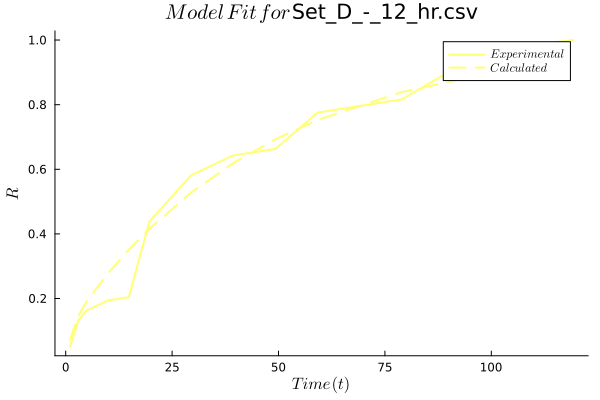 Model Fit for Set_D_-_12_hr.csv
1.0
Experimental
Calculated
0.8
0.6
R
0.4
0.2
0 25 50 75 100
Time(t)